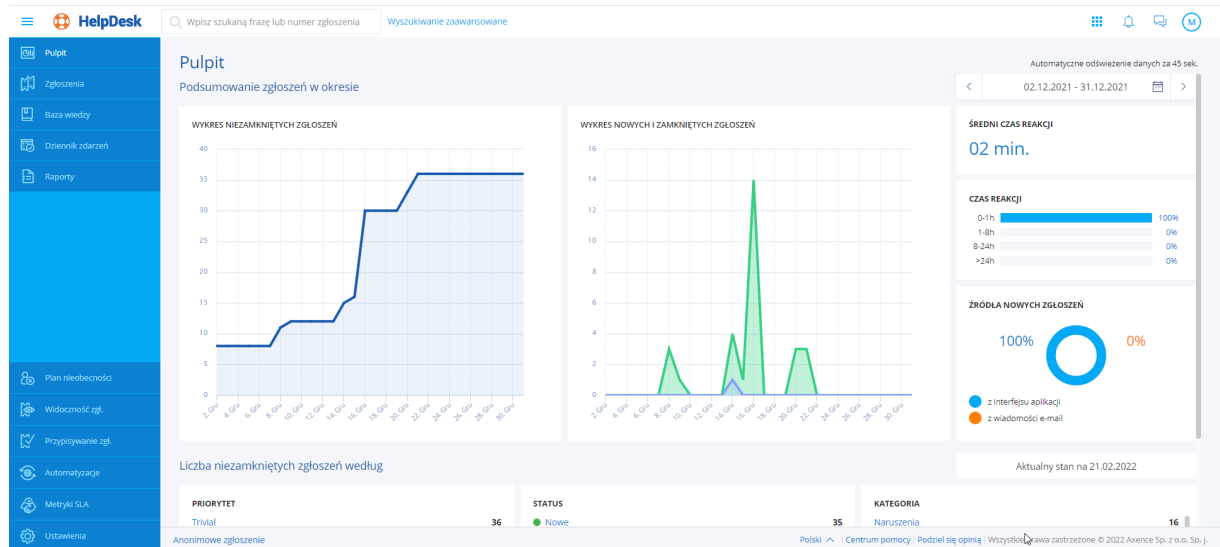 HelpDesk
Wpisz szukaną frazę lub numer zgłoszenia
Wyszukiwanie zaawansowane
M
Pulpit
Zgłoszenia
Baza wiedzy
Dziennik zdarzeń
Raporty
Plan nieobecności
Widoczność zgł.
Przypisywanie zgł.
Automatyzacje
Metryki SLA
Ustawienia
Pulpit
Automatyczne odświeżenie danych za 45 sek.
Podsumowanie zgłoszeń w okresie
02.12.2021 - 31.12.2021
WYKRES NIEZAMKNIĘTYCH ZGŁOSZEŃ
40
35
30
25
20
15
10
5
0
2. Gru 4. Gru 6. Gru 8. Gru 10. Gru 12. Gru 14. Gru 16. Gru 18. Gru 20. Gru 22. Gru 24. Gru 26. Gru 28. Gru 30. Gru
WYKRES NOWYCH I ZAMKNIĘTYCH ZGŁOSZEŃ
16
14
12
10
8
6
4
2
0
2. Gru 4. Gru 6. Gru 8. Gru 10. Gru 12. Gru 14. Gru 16. Gru 18. Gru 20. Gru 22. Gru 24. Gru 26. Gru 28. Gru 30. Gru
ŚREDNI CZAS REAKCJI
02 min.
CZAS REAKCJI
0-1h 100%
1-8h 0%
8-24h 0%
>24h 0%
ŹRÓDŁA NOWYCH ZGŁOSZEŃ
100% 0%
z interfejsu aplikacji
z wiadomości e-mail
Liczba niezamkniętych zgłoszeń według
Aktualny stan na 21.02.2022
PRIORYTET
Trivial 36
STATUS
Nowe 35
KATEGORIA
Naruszenia 16
Anonimowe zgłoszenie
Polski | Centrum pomocy | Podziel się opinią | Wszystkie prawa zastrzeżone © 2022 Axence Sp. z o.o. Sp. j.